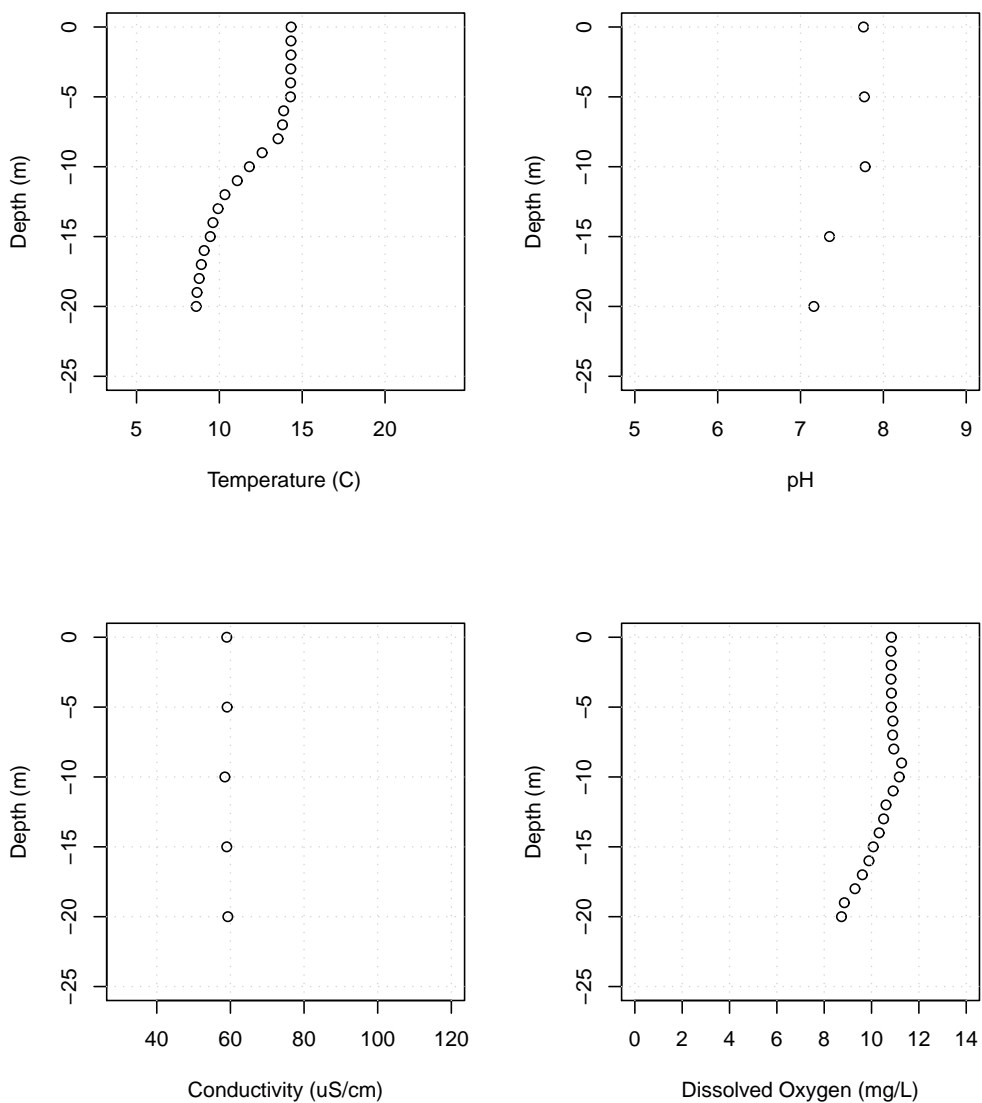 0
−5
−10
−15
−20
−25
Depth (m)
5 10 15 20
Temperature (C)
0
−5
−10
−15
−20
−25
Depth (m)
5 6 7 8 9
pH
0
−5
−10
−15
−20
−25
Depth (m)
40 60 80 100 120
Conductivity (uS/cm)
0
−5
−10
−15
−20
−25
Depth (m)
0 2 4 6 8 10 12 14
Dissolved Oxygen (mg/L)